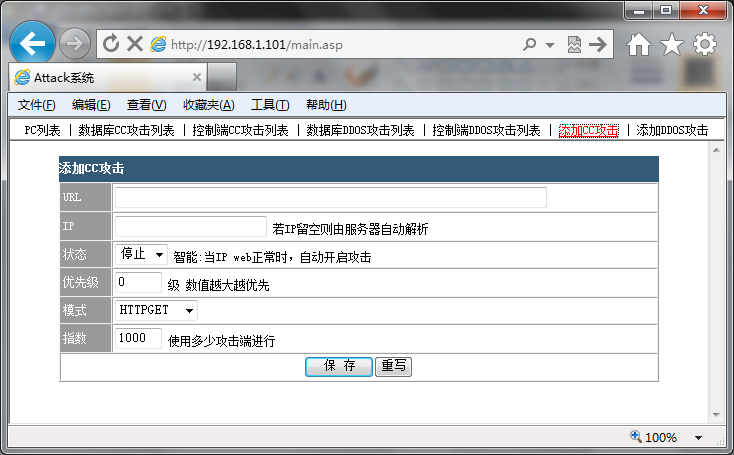 http://192.168.1.101/main.asp
Attack系统
文件(F) 编辑(E) 查看(V) 收藏夹(A) 工具(T) 帮助(H)
PC列表 | 数据库CC攻击列表 | 控制端CC攻击列表 | 数据库DDOS攻击列表 | 控制端DDOS攻击列表 | 添加CC攻击 | 添加DDOS攻击
添加CC攻击
URL
IP 若IP留空则由服务器自动解析
状态 停止 智能:当IP web正常时，自动开启攻击
优先级 0 级 数值越大越优先
模式 HTTPGET
指数 1000 使用多少攻击端进行
保 存 重写
100%